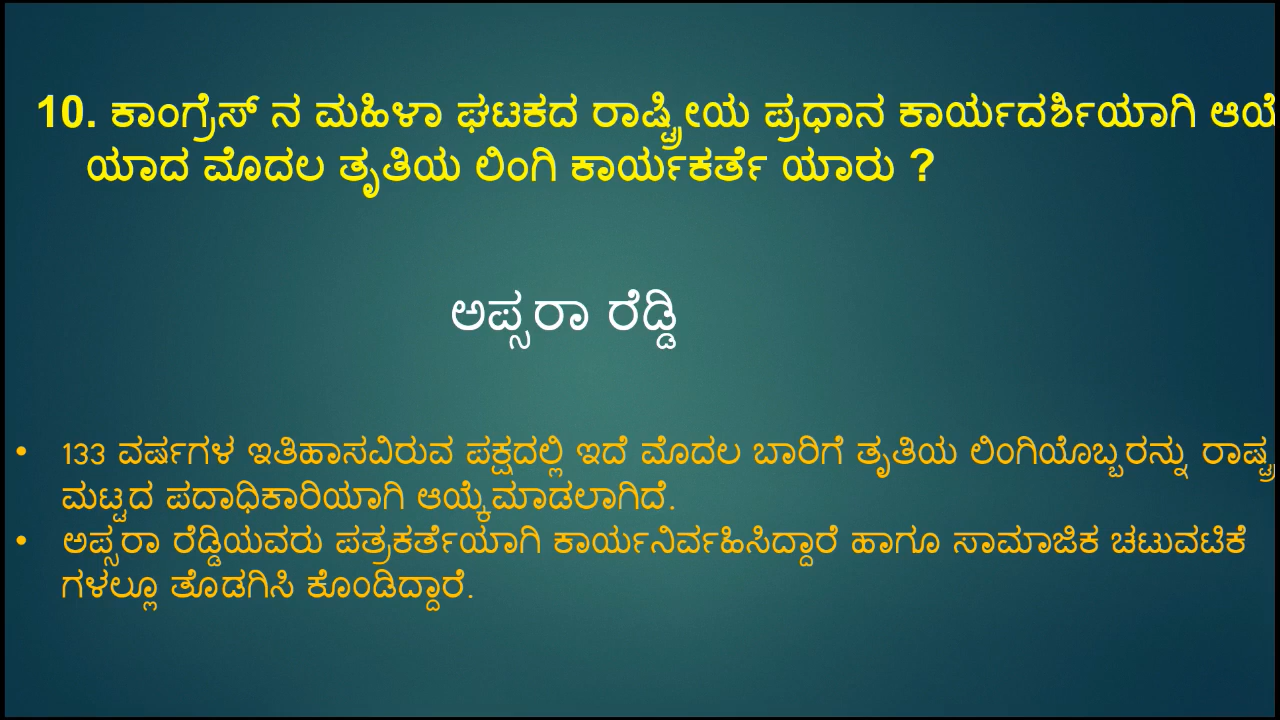 10. ಕಾಂಗ್ರೆಸ್ ನ ಮಹಿಳಾ ಘಟಕದ ರಾಷ್ಟ್ರೀಯ ಪ್ರಧಾನ ಕಾರ್ಯದರ್ಶಿಯಾಗಿ
ಯಾದ ಮೊದಲ ತೃತಿಯ ಲಿಂಗಿ ಕಾರ್ಯಕರ್ತೆ ಯಾರು ?
ಅಪ್ಸರಾ ರೆಡ್ಡಿ
• 133 ವರ್ಷಗಳ ಇತಿಹಾಸವಿರುವ ಪಕ್ಷದಲ್ಲಿ ಇದೆ ಮೊದಲ ಬಾರಿಗೆ ತೃತಿಯ ಲಿಂಗಿಯೊಬ್ಬರನ್ನು ರಾಷ್ಟ್ರ
ಮಟ್ಟದ ಪದಾಧಿಕಾರಿಯಾಗಿ ಆಯ್ಕೆಮಾಡಲಾಗಿದೆ.
• ಅಪ್ಸರಾ ರೆಡ್ಡಿಯವರು ಪತ್ರಕರ್ತೆಯಾಗಿ ಕಾರ್ಯನಿರ್ವಹಿಸಿದ್ದಾರೆ ಹಾಗೂ ಸಾಮಾಜಿಕ ಚಟುವಟಿಕೆ
ಗಳಲ್ಲೂ ತೊಡಗಿಸಿ ಕೊಂಡಿದ್ದಾರೆ.